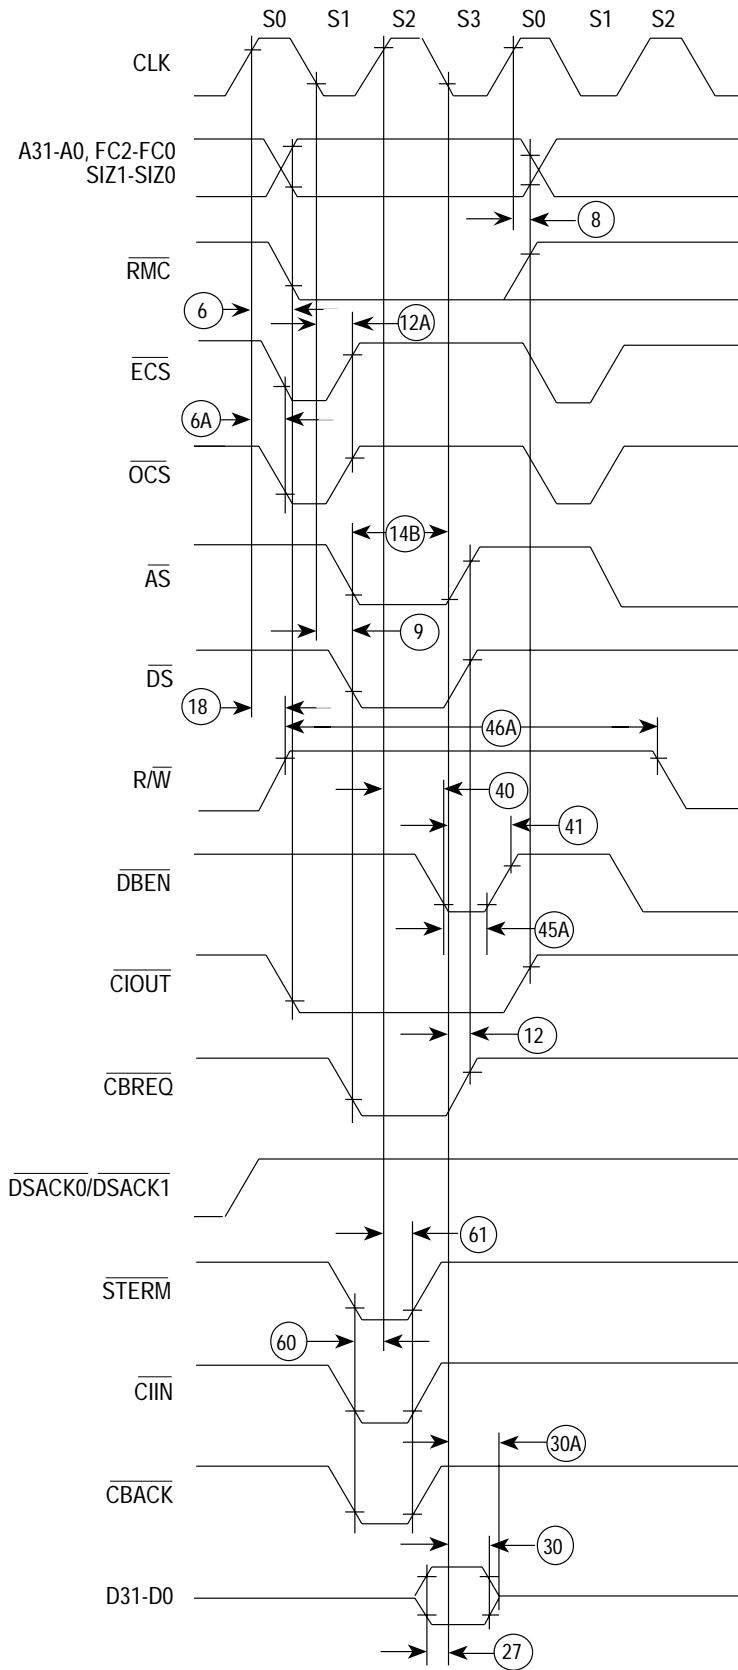 S0 S1 S2 S3 S0 S1 S2
CLK
A31-A0, FC2-FC0
SIZ1-SIZ0
8
RMC
6
12A
ECS
6A
OCS
14B
AS
9
DS
18
46A
R/W
40
41
DBEN
45A
CIOUT
12
CBREQ
DSACK0/DSACK1
61
STERM
60
CIIN
30A
CBACK
30
D31-D0
27